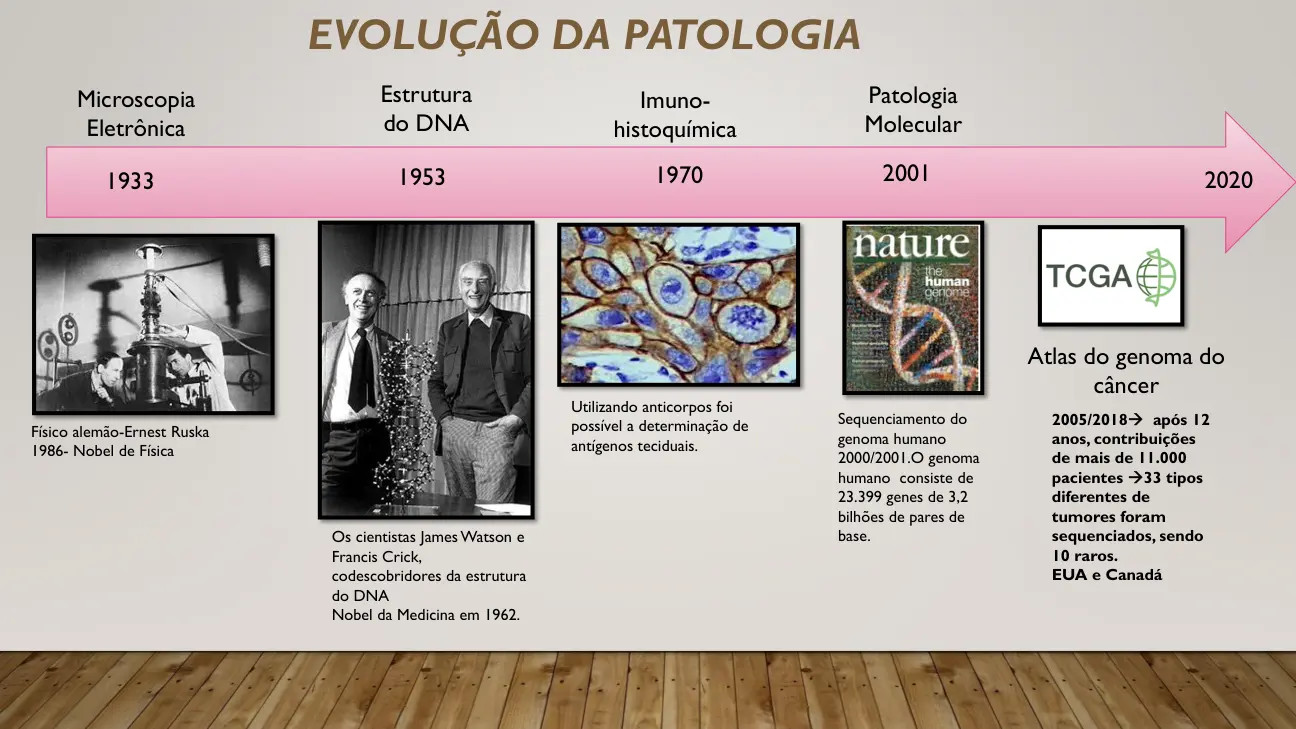 EVOLUÇÃO DA PATOLOGIA
Microscopia
Eletrônica
1933
Estrutura
do DNA
1953
Imuno-
histoquímica
1970
Patologia
Molecular
2001
2020
Físico alemão-Ernest Ruska
1986- Nobel de Física
Os cientistas James Watson e
Francis Crick,
codescobridores da estrutura
do DNA
Nobel da Medicina em 1962.
Utilizando anticorpos foi
possível a determinação de
antígenos teciduais.
nature
the
human
genome
Sequenciamento do
genoma humano
2000/2001.O genoma
humano consiste de
23.399 genes de 3,2
bilhões de pares de
base.
TCGA
Atlas do genoma do
câncer
2005/2018→ após 12
anos, contribuições
de mais de 11.000
pacientes →33 tipos
diferentes de
tumores foram
sequenciados, sendo
10 raros.
EUA e Canadá